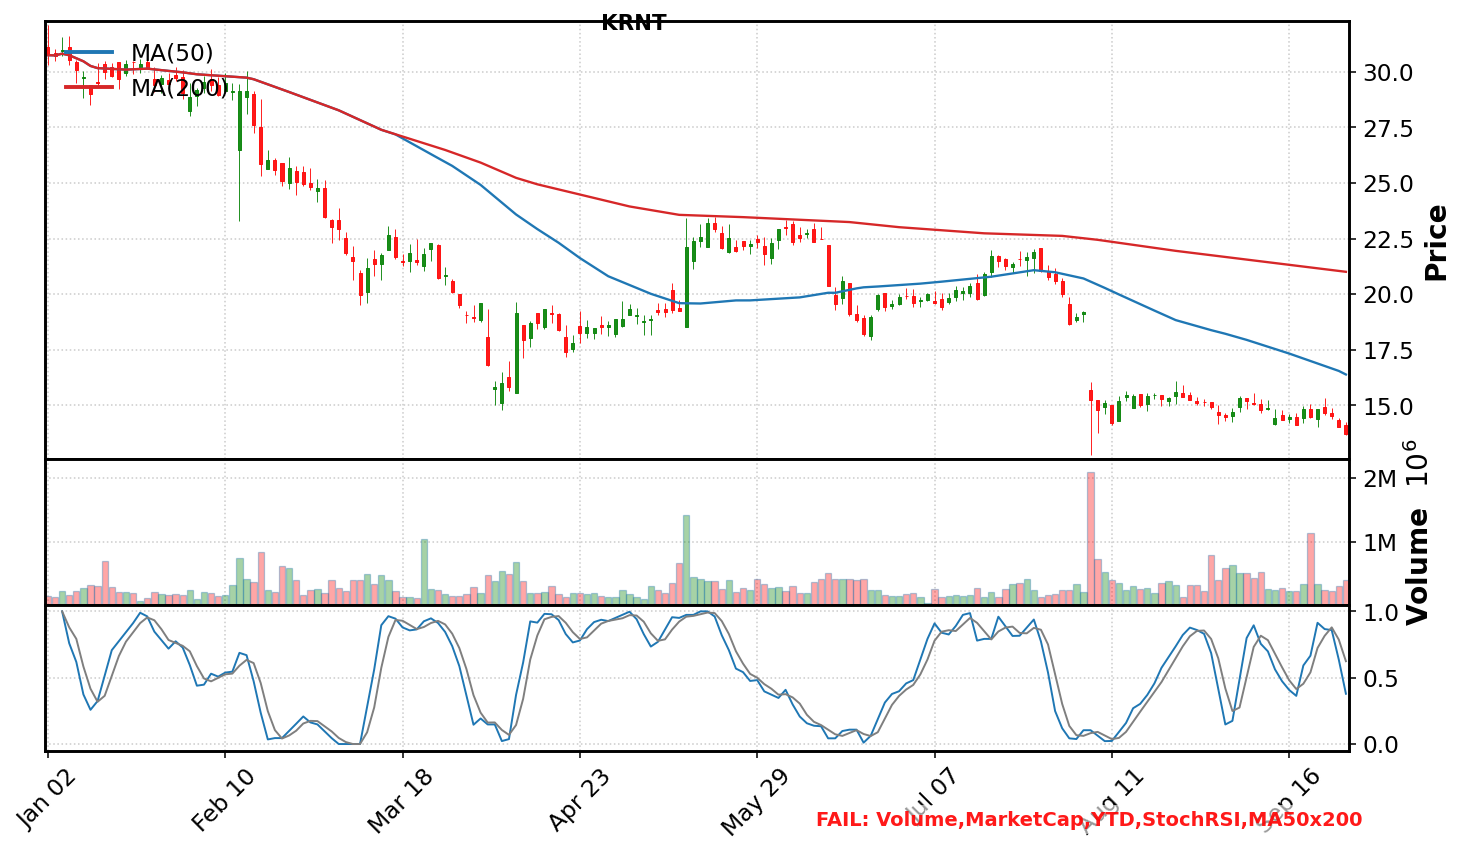 KRNT
MA(50)
MA(200)
30.0
27.5
25.0
22.5
20.0
17.5
15.0
Price
2M
1M
Volume 10⁶
1.0
0.5
0.0
Jan 02
Feb 10
Mar 18
Apr 23
May 29
Jul 07
Aug 11
Sep 16
FAIL: Volume,MarketCap,YTD,StochRSI,MA50x200